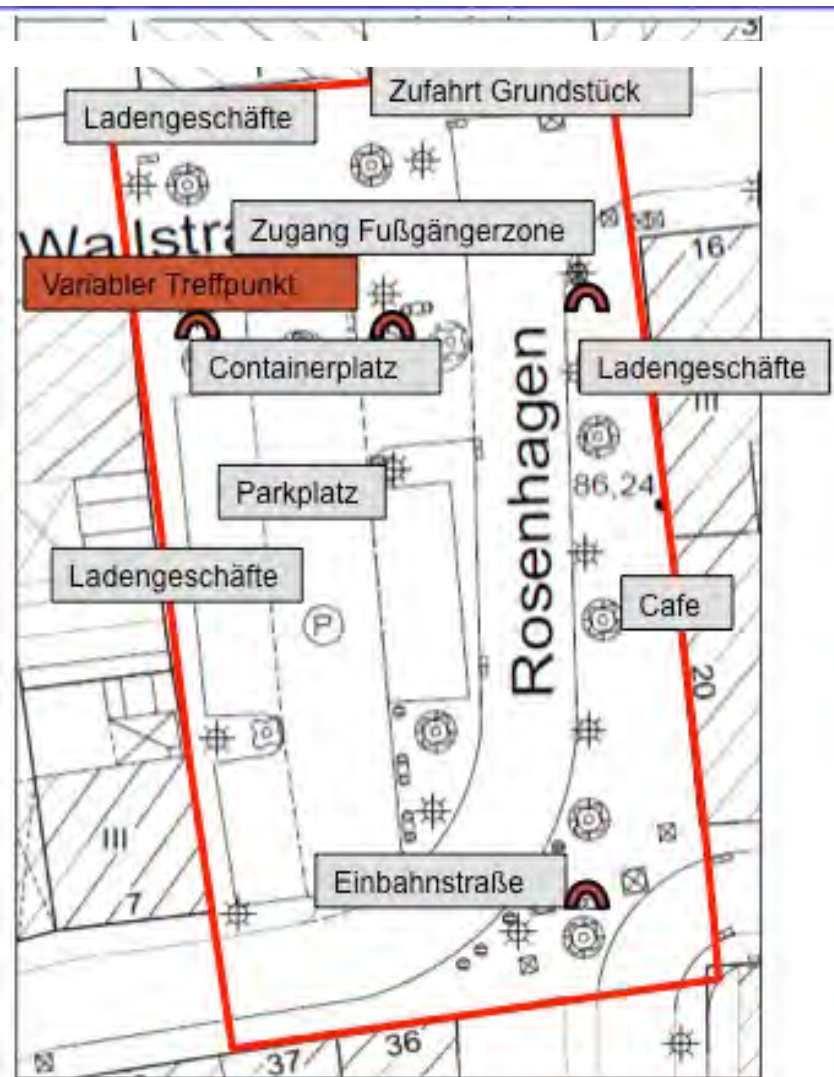 3
Zufahrt Grundstück
Ladengeschäfte
Zugang Fußgängerzone
16
Variabler Treffpunkt
Containerplatz
Ladengeschäfte
III
Rosenhagen
86,24
Parkplatz
Ladengeschäfte
Cafe
P
20
III
7
Einbahnstraße
36
37